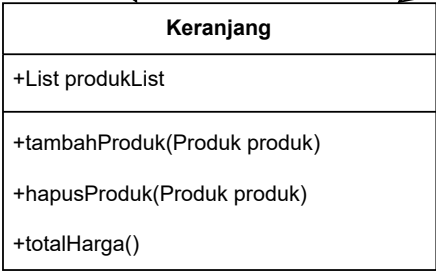 Keranjang
+List produkList
+tambahProduk(Produk produk)
+hapusProduk(Produk produk)
+totalHarga()